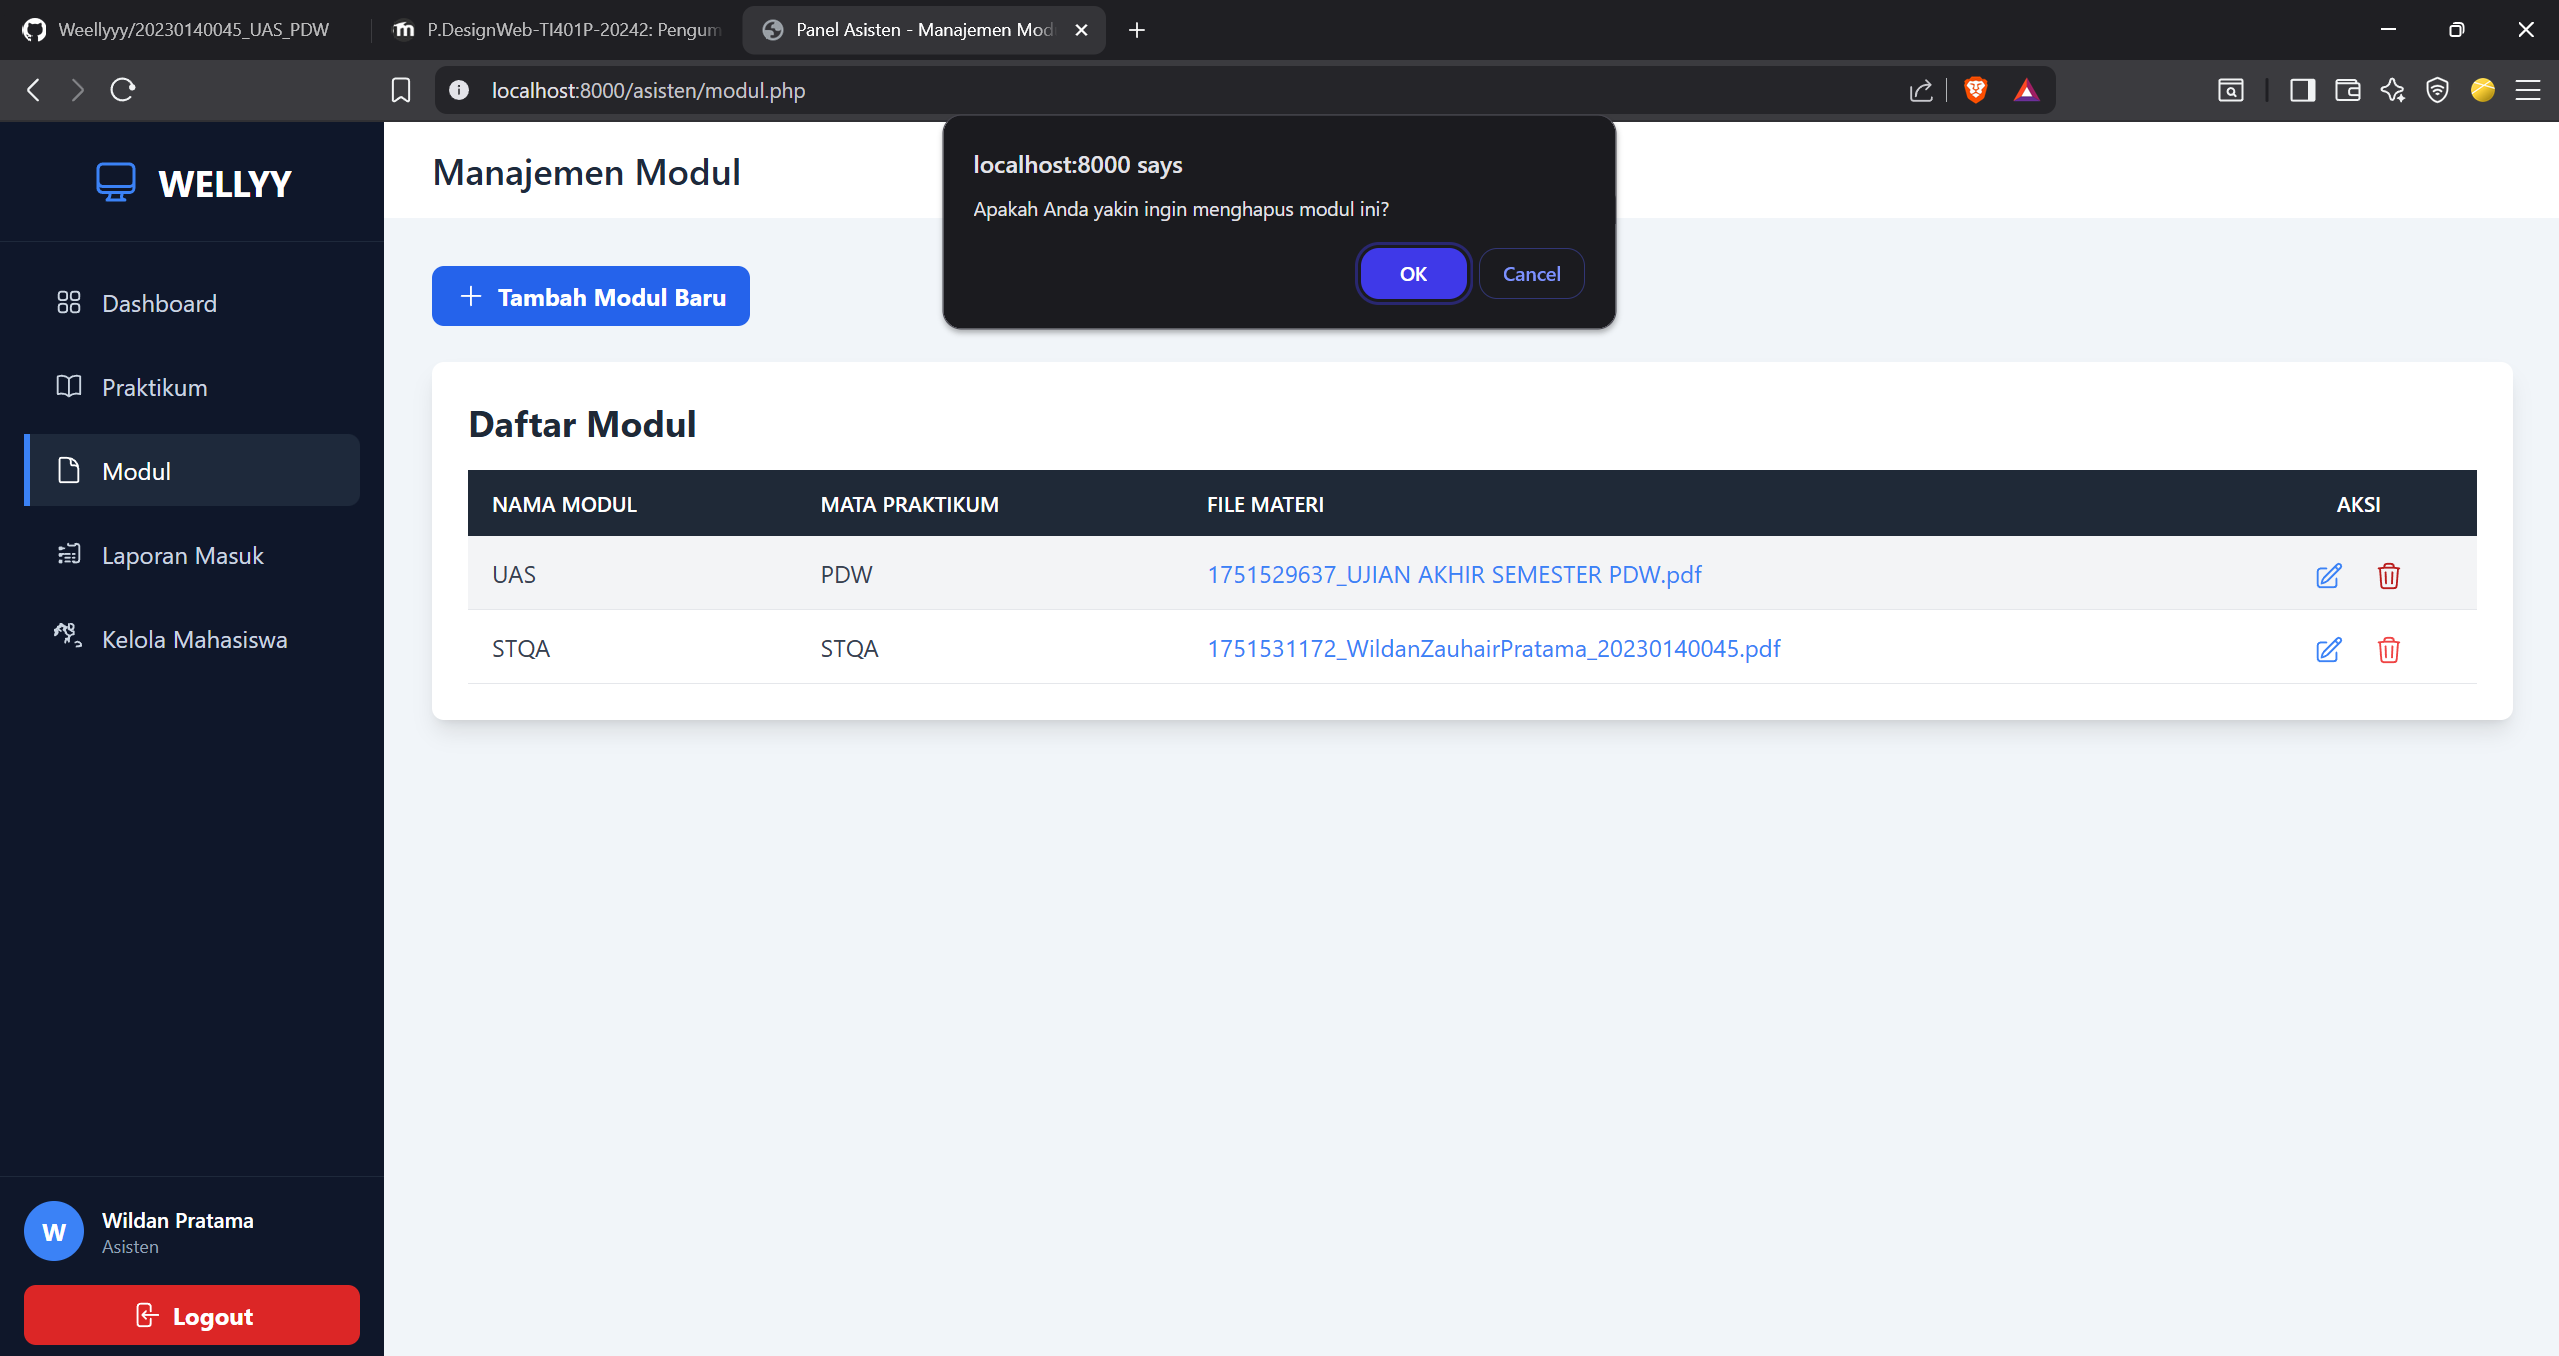 Weellyyy/20230140045_UAS_PDW
P.DesignWeb-TI401P-20242: Pengum
Panel Asisten - Manajemen Mod
localhost:8000/asisten/modul.php
localhost:8000 says
Apakah Anda yakin ingin menghapus modul ini?
OK
Cancel
WELLYY
Dashboard
Praktikum
Modul
Laporan Masuk
Kelola Mahasiswa
Wildan Pratama
W
Asisten
Logout
Manajemen Modul
Tambah Modul Baru
Daftar Modul
NAMA MODUL MATA PRAKTIKUM FILE MATERI AKSI
UAS PDW 1751529637_UJIAN AKHIR SEMESTER PDW.pdf
STQA STQA 1751531172_WildanZauhairPratama_20230140045.pdf